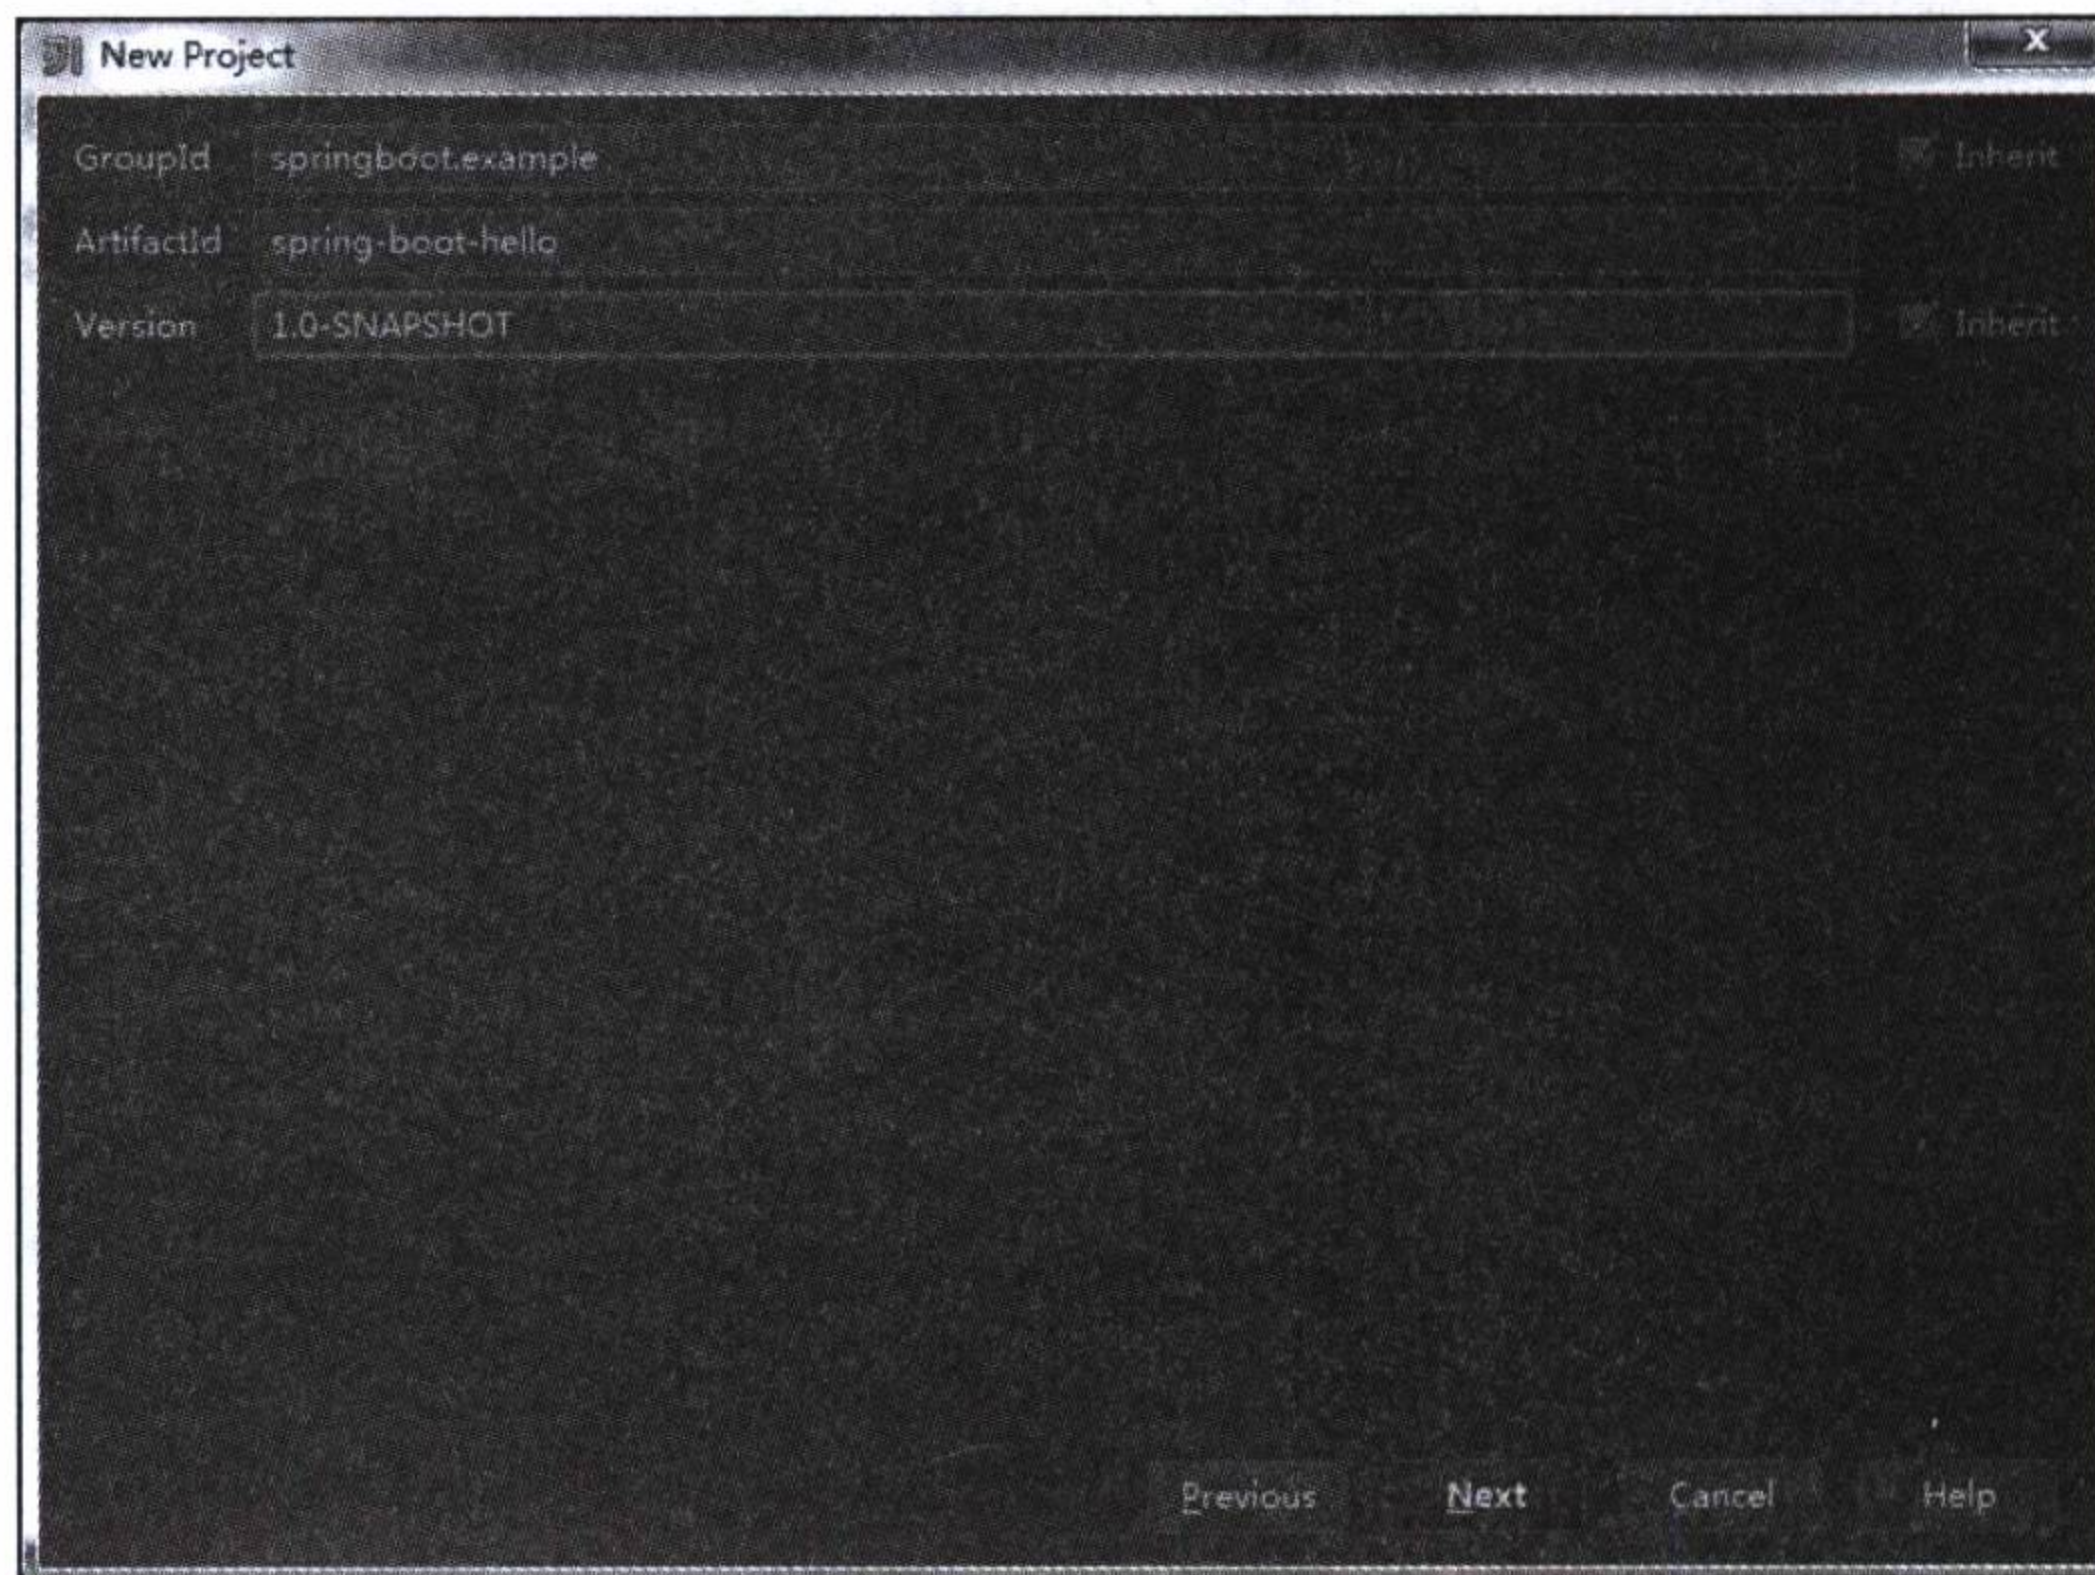 New Project
GroupId springboot.example Inherit
ArtifactId spring-boot-hello
Version 1.0-SNAPSHOT Inherit
Previous Next Cancel Help